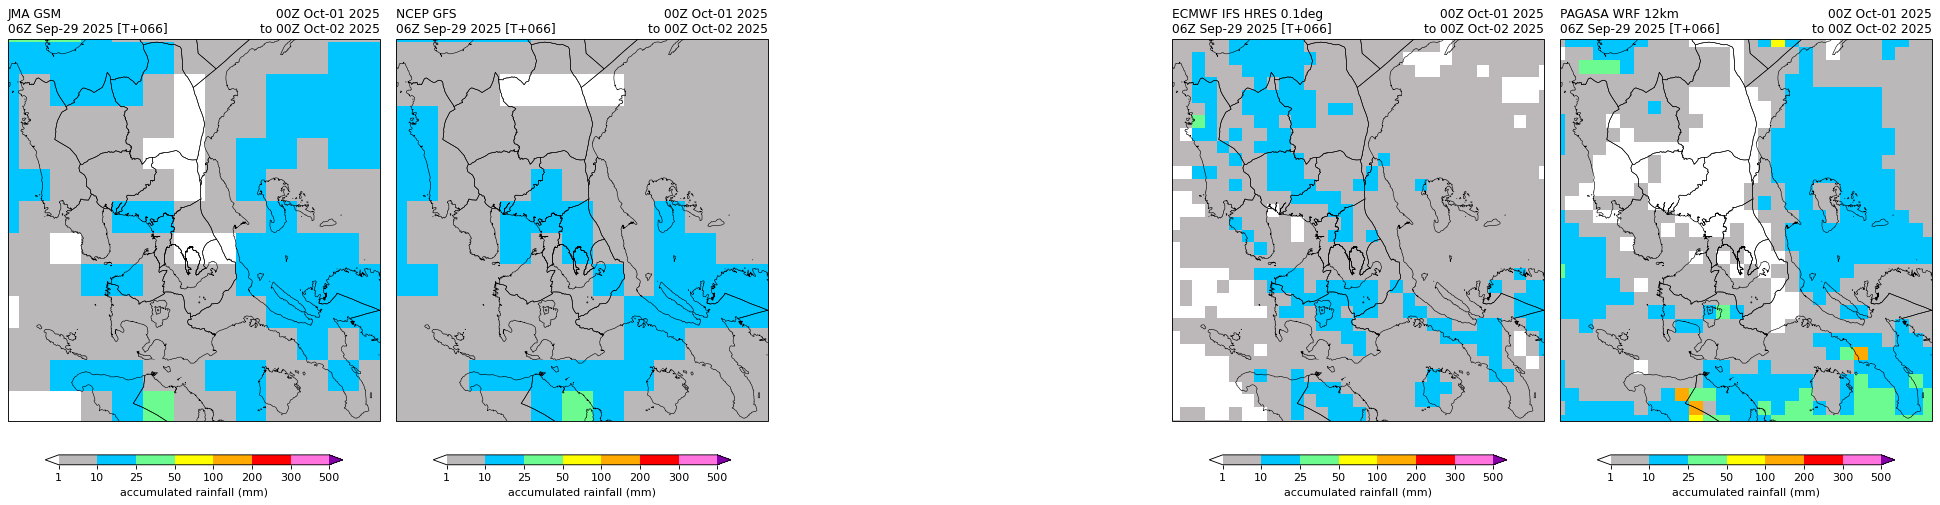 JMA GSM 00Z Oct-01 2025
06Z Sep-29 2025 [T+066] to 00Z Oct-02 2025
NCEP GFS 00Z Oct-01 2025
06Z Sep-29 2025 [T+066] to 00Z Oct-02 2025
ECMWF IFS HRES 0.1deg 00Z Oct-01 2025
06Z Sep-29 2025 [T+066] to 00Z Oct-02 2025
PAGASA WRF 12km 00Z Oct-01 2025
06Z Sep-29 2025 [T+066] to 00Z Oct-02 2025
1 10 25 50 100 200 300 500
accumulated rainfall (mm)
1 10 25 50 100 200 300 500
accumulated rainfall (mm)
1 10 25 50 100 200 300 500
accumulated rainfall (mm)
1 10 25 50 100 200 300 500
accumulated rainfall (mm)